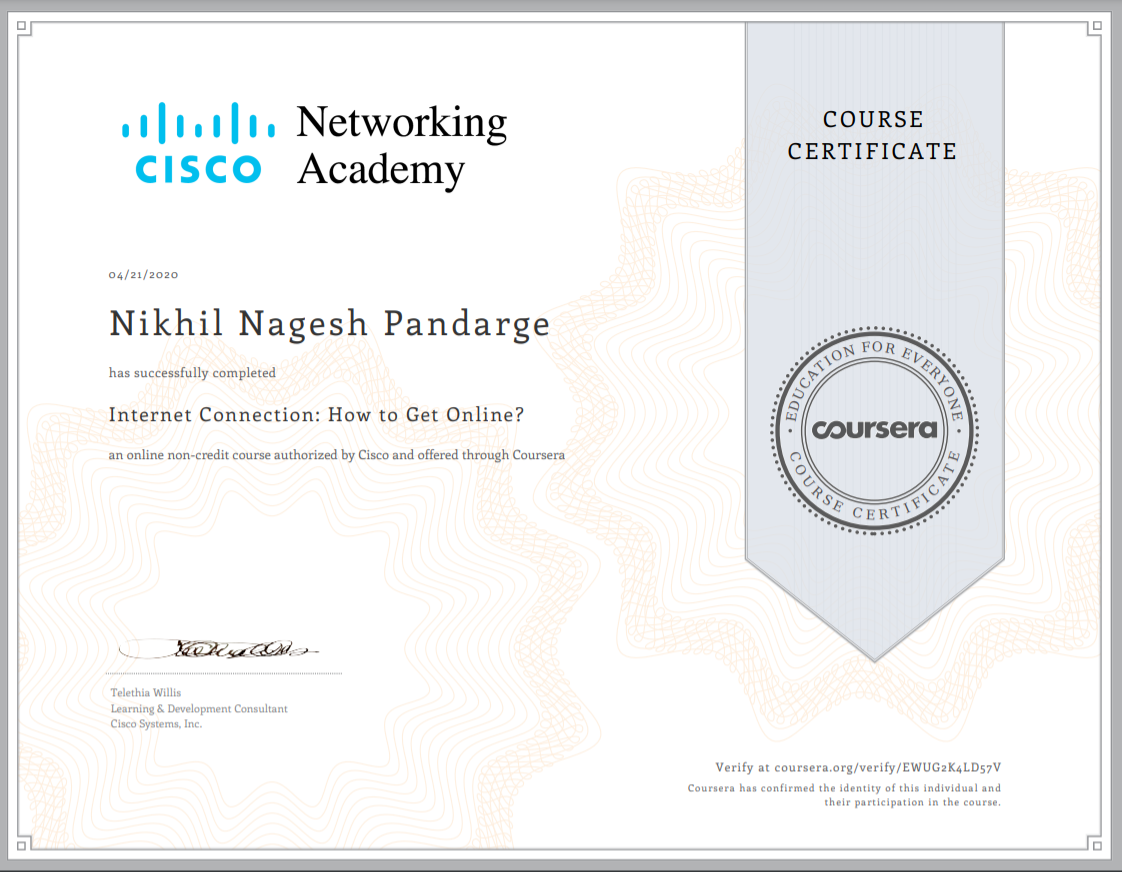 CISCO
Networking
Academy
COURSE
CERTIFICATE
04/21/2020
Nikhil Nagesh Pandarge
has successfully completed
Internet Connection: How to Get Online?
an online non-credit course authorized by Cisco and offered through Coursera
EDUCATION FOR EVERYONE
coursera
COURSE CERTIFICATE
Telethia Willis
Learning & Development Consultant
Cisco Systems, Inc.
Verify at coursera.org/verify/EWUG2K4LD57V
Coursera has confirmed the identity of this individual and
their participation in the course.